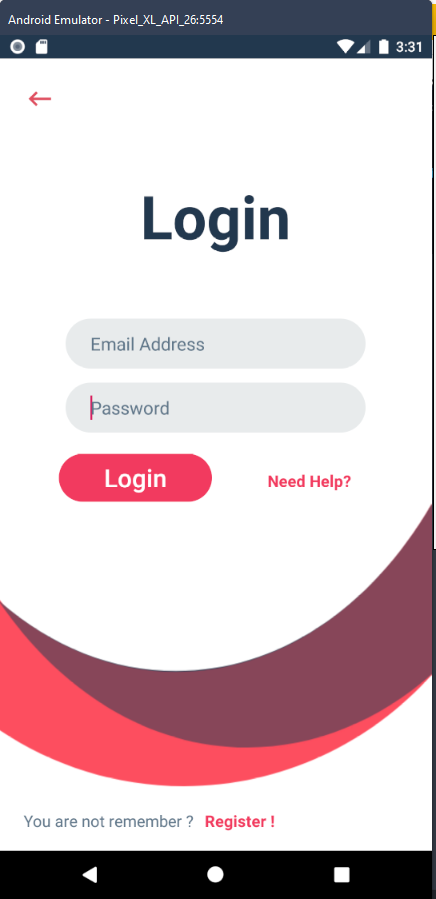 Android Emulator - Pixel_XL_API_26:5554
3:31
Login
Email Address
Password
Login Need Help?
You are not remember ? Register !